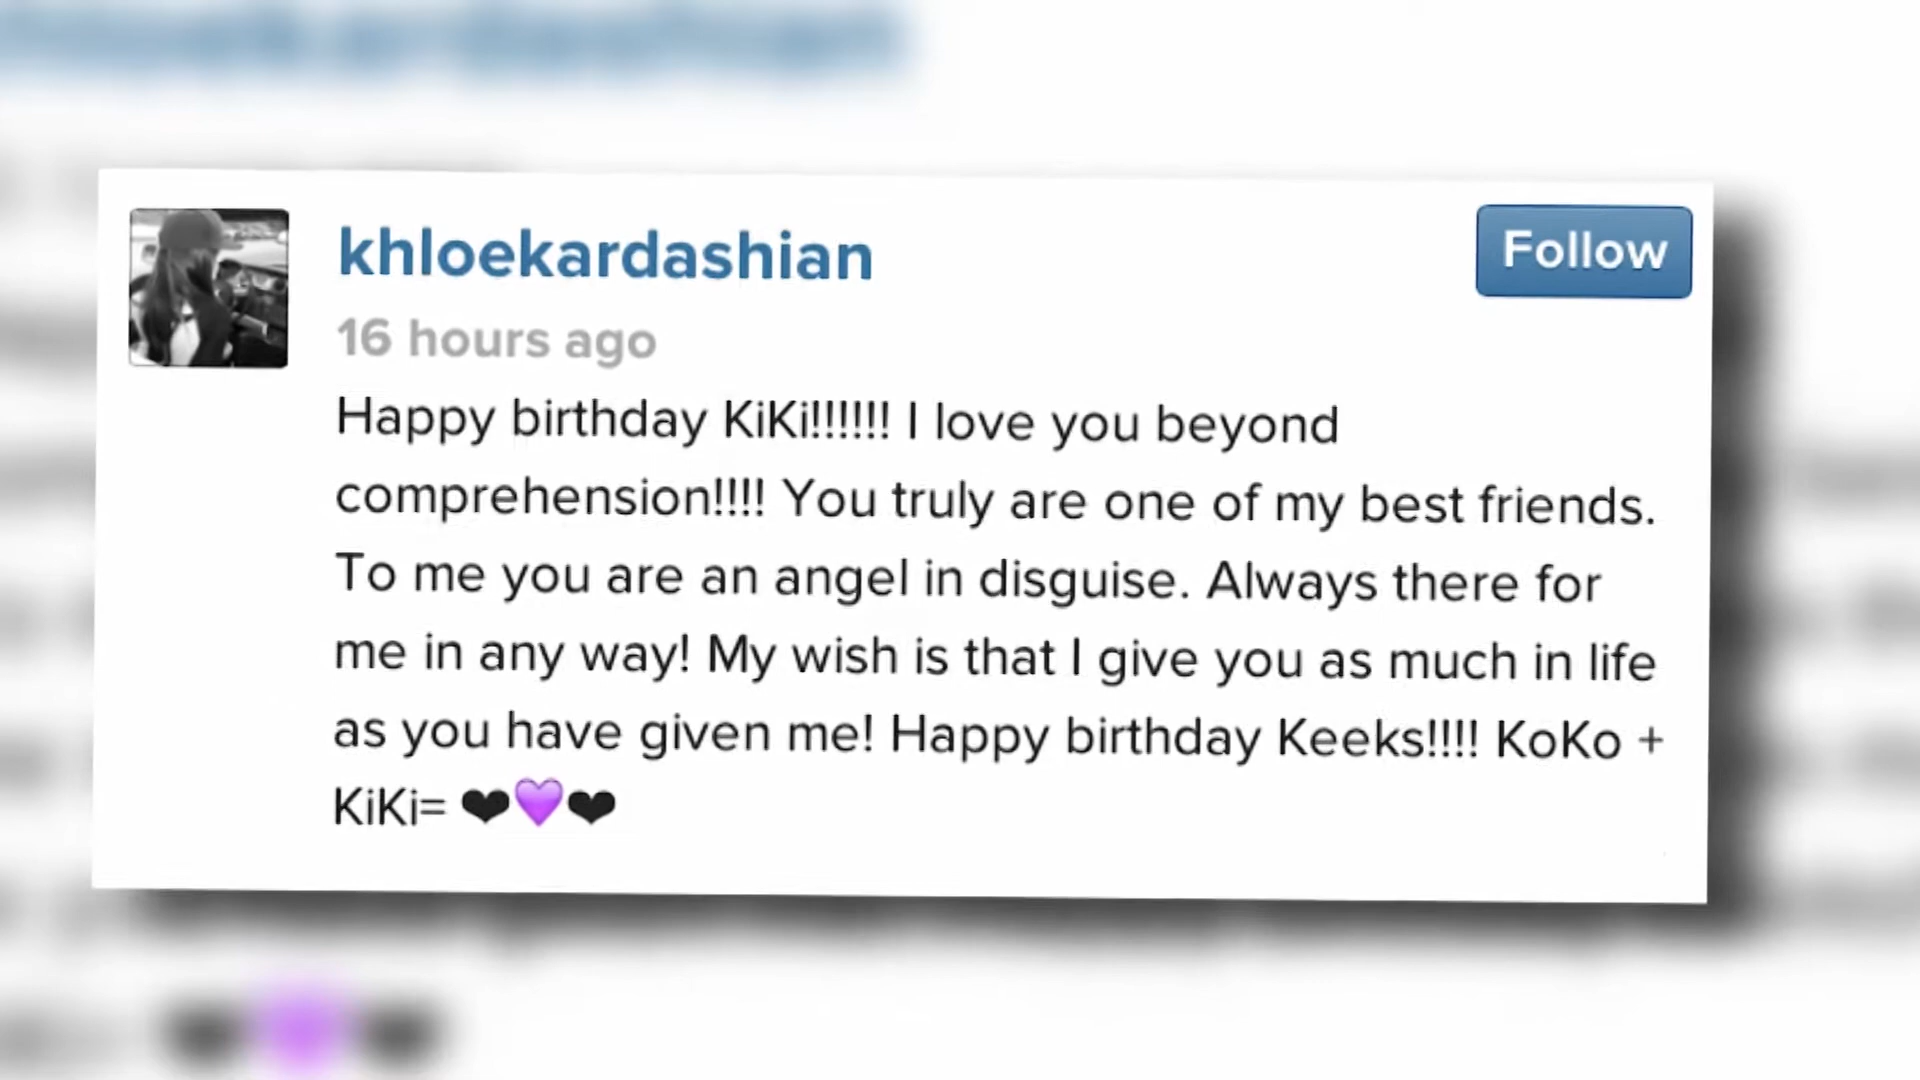 khloekardashian
Follow
16 hours ago
Happy birthday KiKi!!!!!! I love you beyond
comprehension!!!! You truly are one of my best friends.
To me you are an angel in disguise. Always there for
me in any way! My wish is that I give you as much in life
as you have given me! Happy birthday Keeks!!!! KoKo +
KiKi= ❤💜❤